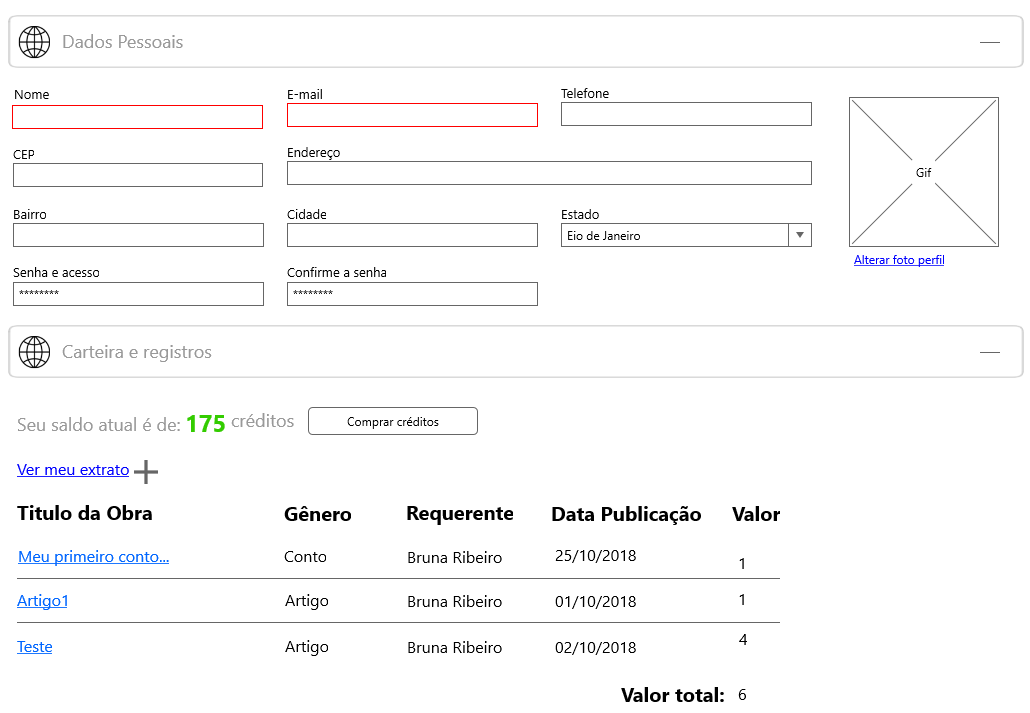 Dados Pessoais
Nome E-mail Telefone
CEP Endereço
Gif
Bairro Cidade Estado
Eio de Janeiro
Alterar foto perfil
Senha e acesso Confirme a senha
******** ********
Carteira e registros
Seu saldo atual é de: 175 créditos Comprar créditos
Ver meu extrato
Titulo da Obra Gênero Requerente Data Publicação Valor
Meu primeiro conto... Conto Bruna Ribeiro 25/10/2018 1
Artigo1 Artigo Bruna Ribeiro 01/10/2018 1
Teste Artigo Bruna Ribeiro 02/10/2018 4
Valor total: 6